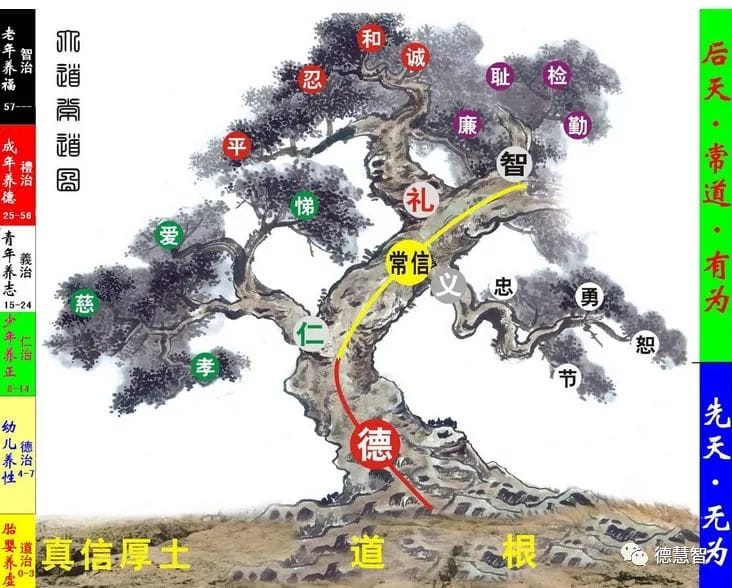 大道常道图
智治
老年养福
57---
禮治
成年养德
25-56
義治
青年养志
15-24
仁治
少年养正
8-14
德治
幼儿养性
4-7
道治
胎婴养虚
0-3
和
诚
忍
平
耻
检
廉
勤
智
礼
悌
爱
慈
孝
仁
常信
义
忠
勇
恕
节
德
真信厚土
道
根
后天·常道·有为
先天·无为
德慧智